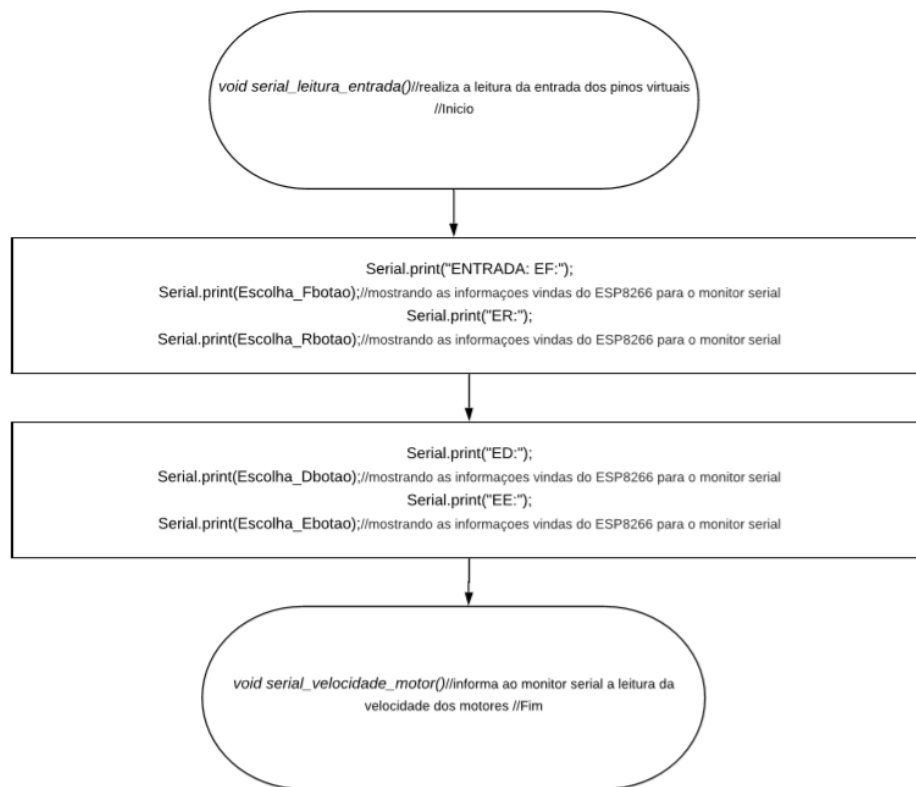 void serial_leitura_entrada()//realiza a leitura da entrada dos pinos virtuais
//Inicio
Serial.print("ENTRADA: EF:");
Serial.print(Escolha_Fbotao);//mostrando as informaçoes vindas do ESP8266 para o monitor serial
Serial.print("ER:");
Serial.print(Escolha_Rbotao);//mostrando as informaçoes vindas do ESP8266 para o monitor serial
Serial.print("ED:");
Serial.print(Escolha_Dbotao);//mostrando as informaçoes vindas do ESP8266 para o monitor serial
Serial.print("EE:");
Serial.print(Escolha_Ebotao);//mostrando as informaçoes vindas do ESP8266 para o monitor serial
void serial_velocidade_motor()//informa ao monitor serial a leitura da
velocidade dos motores //Fim